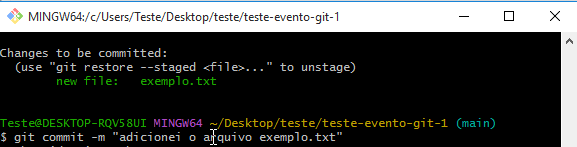 MINGW64:/c/Users/Teste/Desktop/teste/teste-evento-git-1
Changes to be committed:
(use "git restore --staged <file>..." to unstage)
new file: exemplo.txt
Teste@DESKTOP-RQV58UI MINGW64 ~/Desktop/teste/teste-evento-git-1 (main)
$ git commit -m "adicionei o arquivo exemplo.txt"